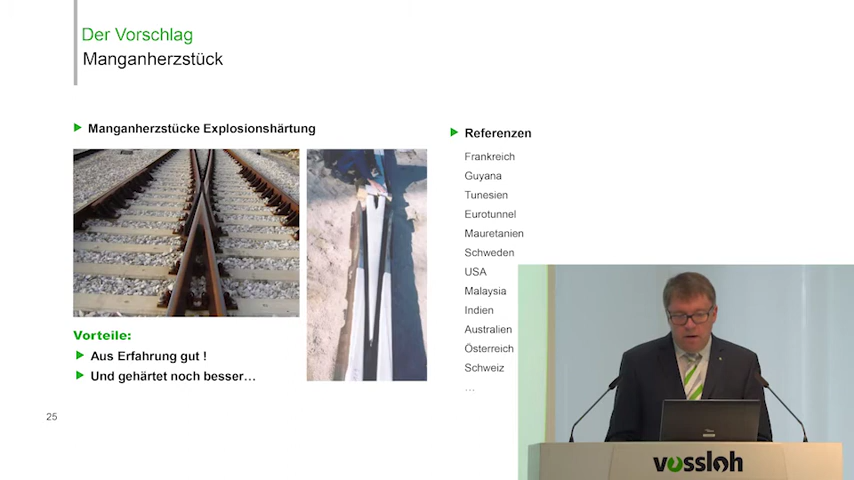 Der Vorschlag
Manganherzstück
Manganherzstücke Explosionshärtung
Vorteile:
Aus Erfahrung gut !
Und gehärtet noch besser…
Referenzen
Frankreich
Guyana
Tunesien
Eurotunnel
Mauretanien
Schweden
USA
Malaysia
Indien
Australien
Österreich
Schweiz
…
25
vossloh